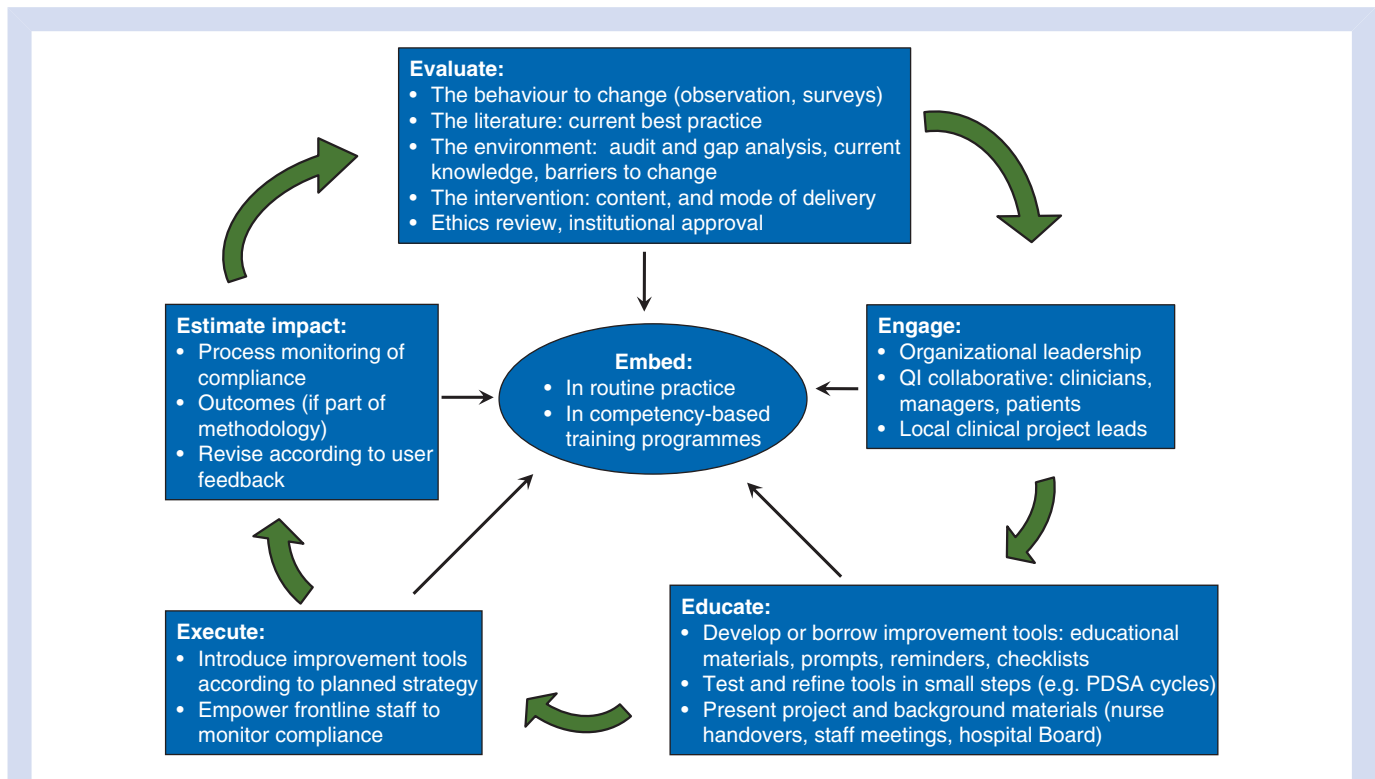 Evaluate:
• The behaviour to change (observation, surveys)
• The literature: current best practice
• The environment: audit and gap analysis, current
knowledge, barriers to change
• The intervention: content, and mode of delivery
• Ethics review, institutional approval
Estimate impact:
• Process monitoring of
compliance
• Outcomes (if part of
methodology)
• Revise according to user
feedback
Embed:
• In routine practice
• In competency-based
training programmes
Engage:
• Organizational leadership
• QI collaborative: clinicians,
managers, patients
• Local clinical project leads
Execute:
• Introduce improvement tools
according to planned strategy
• Empower frontline staff to
monitor compliance
Educate:
• Develop or borrow improvement tools: educational
materials, prompts, reminders, checklists
• Test and refine tools in small steps (e.g. PDSA cycles)
• Present project and background materials (nurse
handovers, staff meetings, hospital Board)